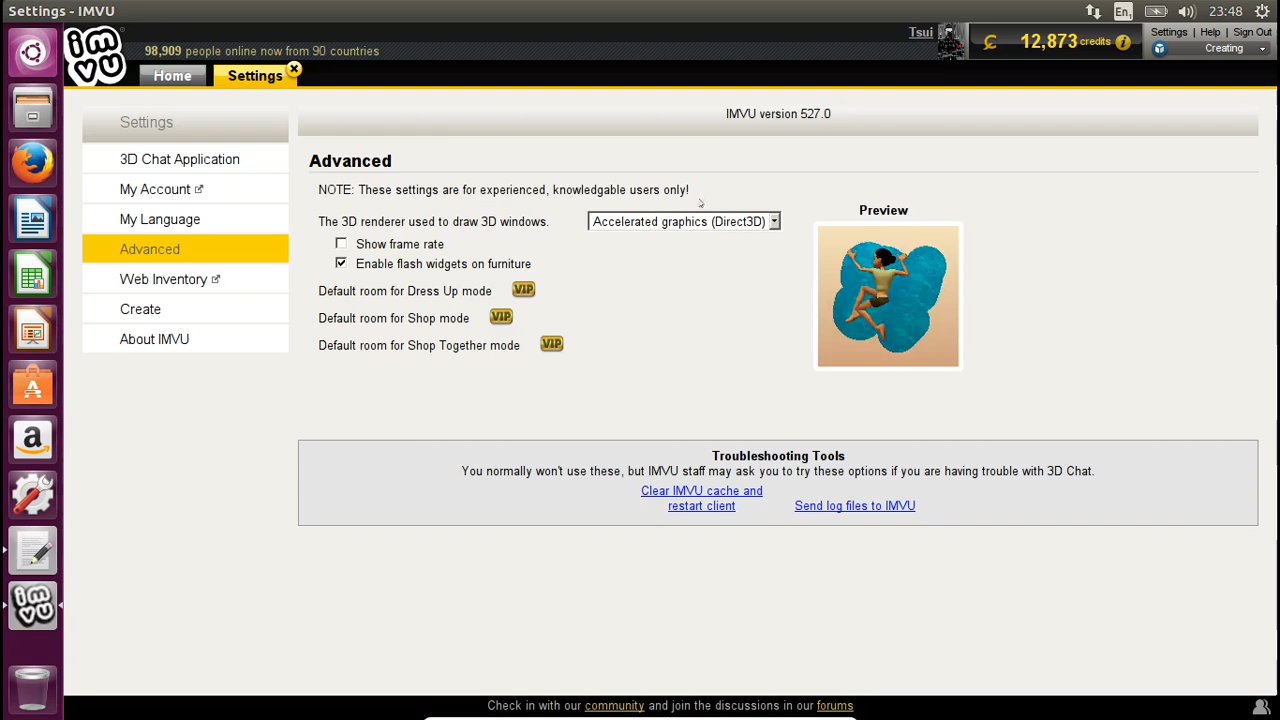 Settings - IMVU
En1
23:48
imvu
98,909 people online now from 90 countries
Tsui
12,873 credits
Settings | Help | Sign Out
Creating
Home
Settings
Settings
3D Chat Application
My Account
My Language
Advanced
Web Inventory
Create
About IMVU
IMVU version 527.0
Advanced
NOTE: These settings are for experienced, knowledgable users only!
The 3D renderer used to draw 3D windows.
Accelerated graphics (Direct3D)
Show frame rate
Enable flash widgets on furniture
Default room for Dress Up mode VIP
Default room for Shop mode VIP
Default room for Shop Together mode VIP
Preview
Troubleshooting Tools
You normally won't use these, but IMVU staff may ask you to try these options if you are having trouble with 3D Chat.
Clear IMVU cache and
restart client
Send log files to IMVU
Check in with our community and join the discussions in our forums